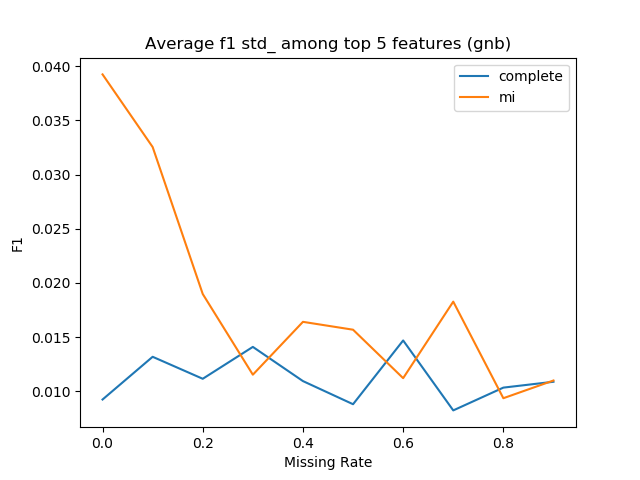 Average f1 std_ among top 5 features (gnb)
complete
mi
0.040
0.035
0.030
0.025
0.020
0.015
0.010
F1
0.0 0.2 0.4 0.6 0.8
Missing Rate